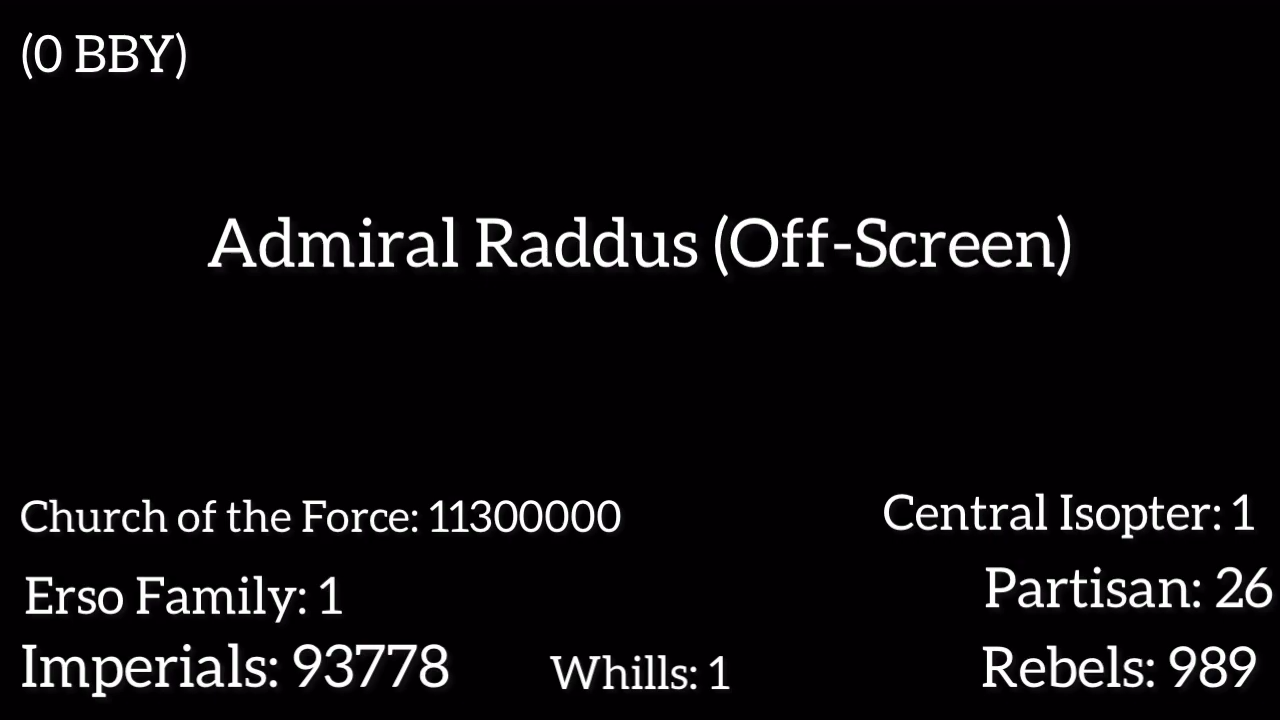 (0 BBY)
Admiral Raddus (Off-Screen)
Church of the Force: 11300000
Central Isopter: 1
Erso Family: 1
Partisan: 26
Imperials: 93778
Whills: 1
Rebels: 989